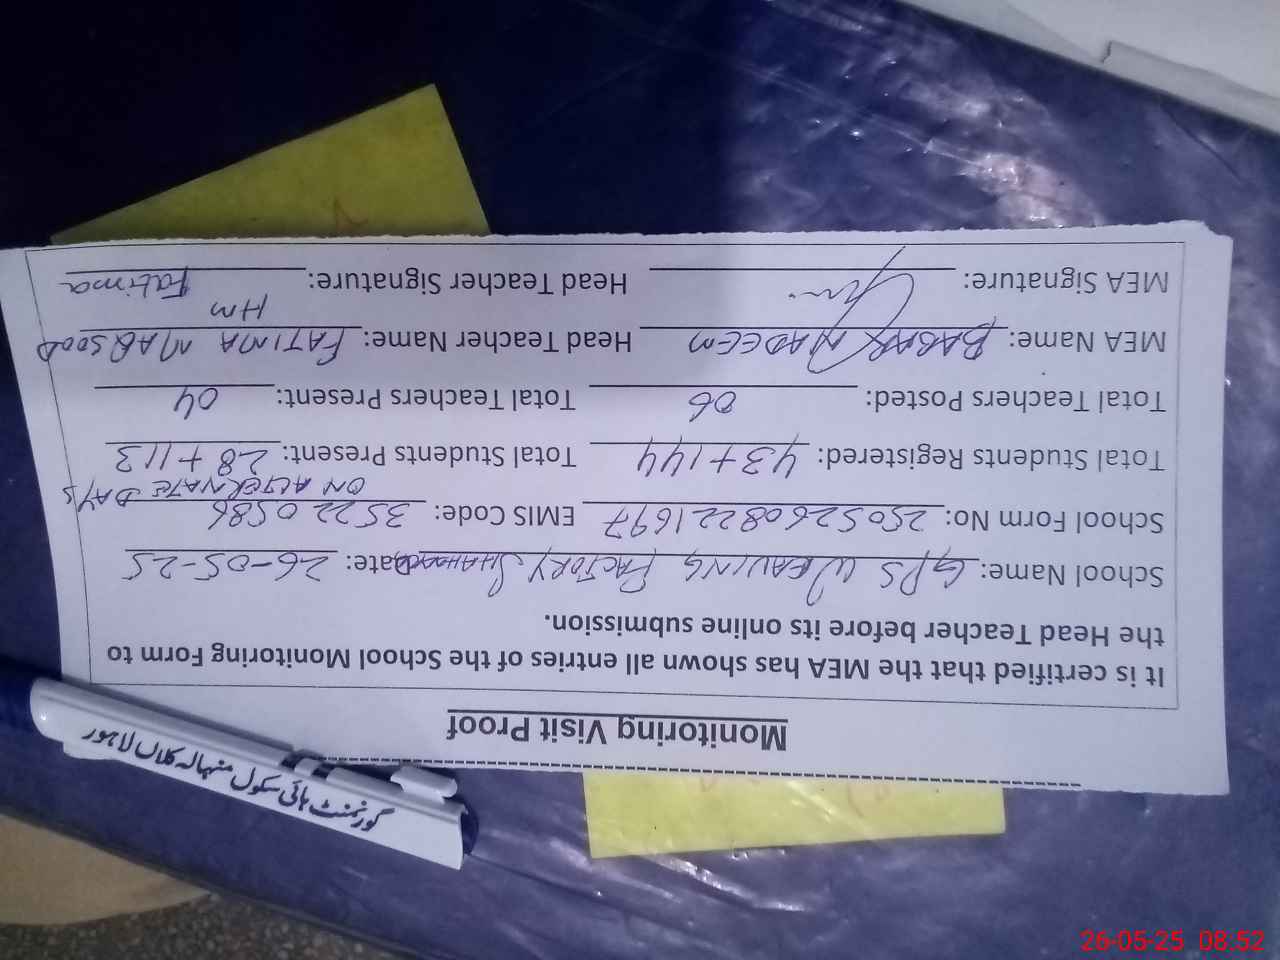 Monitoring Visit Proof
It is certified that the MEA has shown all entries of the School Monitoring Form to
the Head Teacher before its online submission.
School Name: GPS WEAVING FACTORY Date: 26-05-25
School Form No: 25052608221697 EMIS Code: 35220586
ON ALTERNATE DAYS
Total Students Registered: 43+144 Total Students Present: 28+113
Total Teachers Posted: 06 Total Teachers Present: 04
MEA Name: BABAR NADEEM Head Teacher Name: FATIMA MAQSOOD
HM
MEA Signature: Head Teacher Signature: Fatima
گورنمنٹ ہائی سکول منہالہ کلاں لاہور
26-05-25 08:52